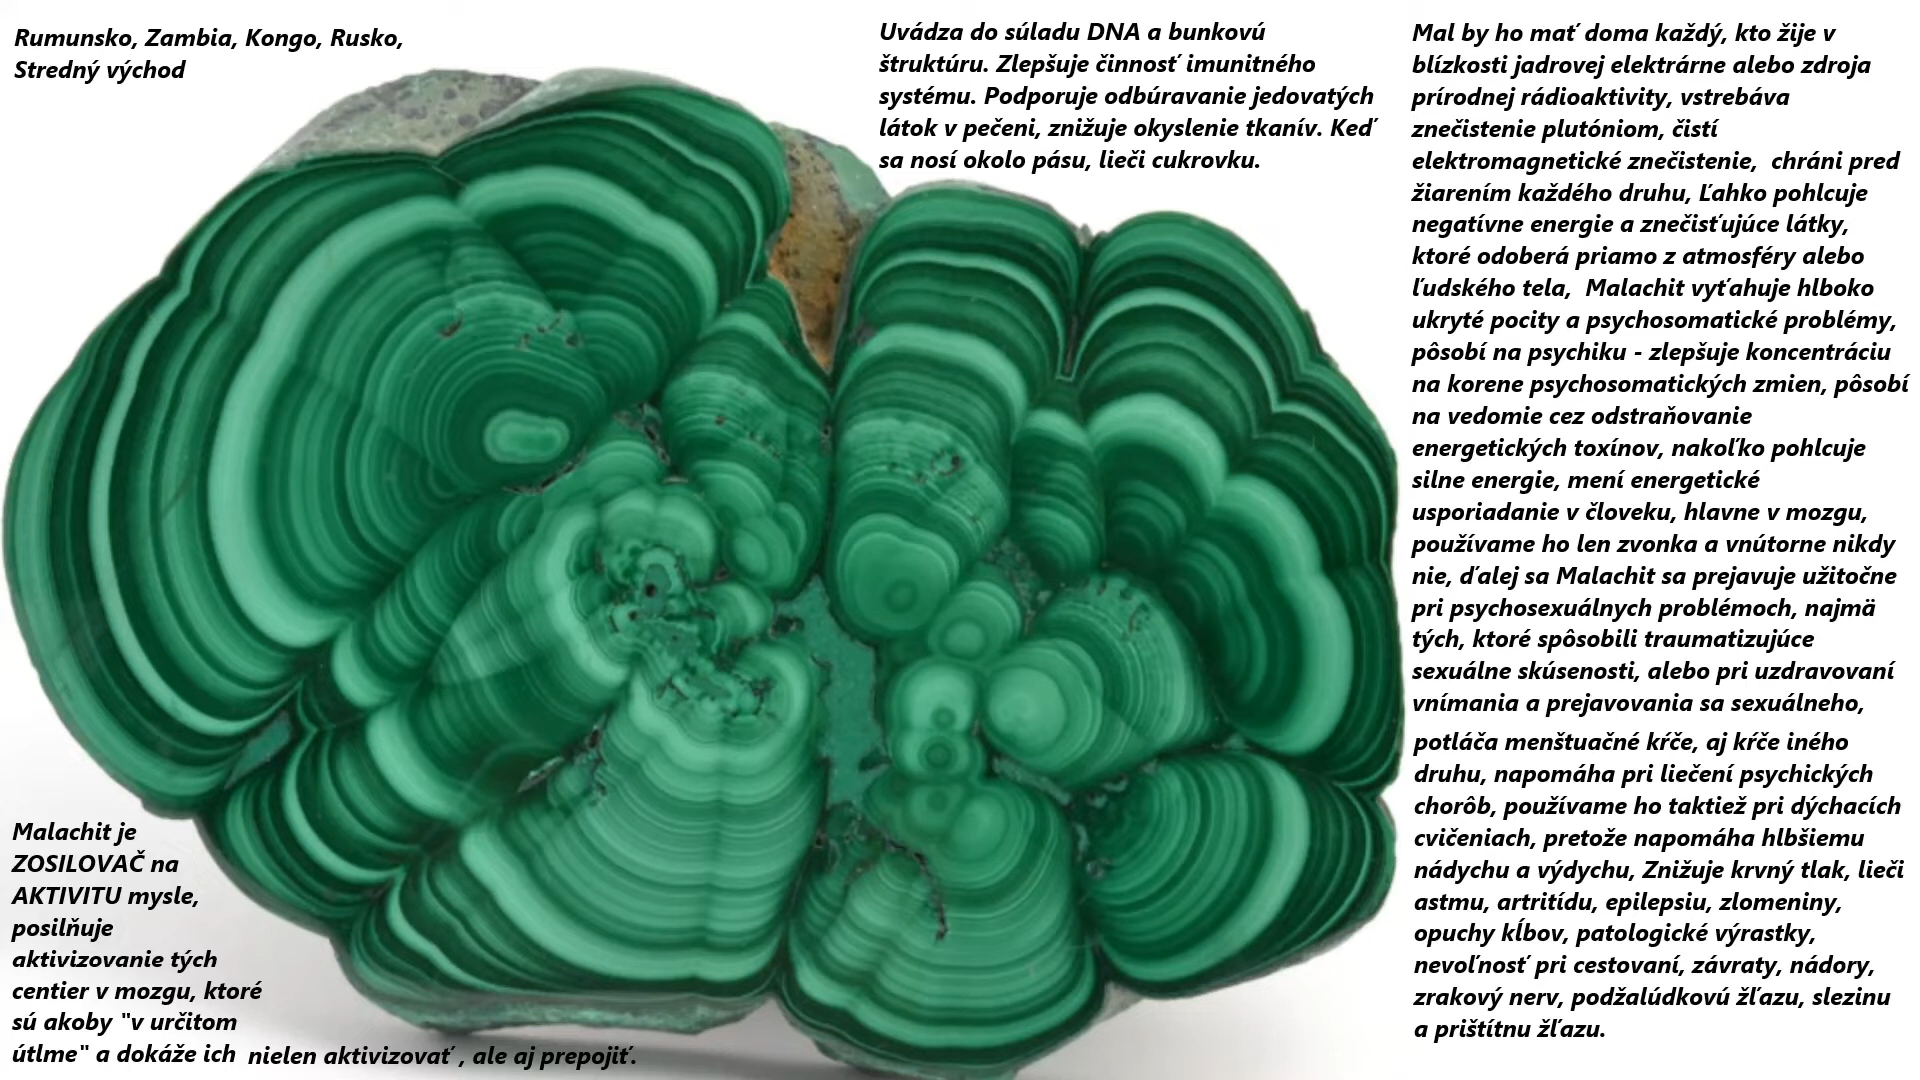 Rumunsko, Zambia, Kongo, Rusko,
Stredný východ
Uvádza do súladu DNA a bunkovú
štruktúru. Zlepšuje činnosť imunitného
systému. Podporuje odbúravanie jedovatých
látok v pečeni, znižuje okyslenie tkanív. Keď
sa nosí okolo pásu, lieči cukrovku.
Mal by ho mať doma každý, kto žije v
blízkosti jadrovej elektrárne alebo zdroja
prírodnej rádioaktivity, vstrebáva
znečistenie plutóniom, čistí
elektromagnetické znečistenie,  chráni pred
žiarením každého druhu, Ľahko pohlcuje
negatívne energie a znečisťujúce látky,
ktoré odoberá priamo z atmosféry alebo
ľudského tela,  Malachit vyťahuje hlboko
ukryté pocity a psychosomatické problémy,
pôsobí na psychiku - zlepšuje koncentráciu
na korene psychosomatických zmien, pôsobí
na vedomie cez odstraňovanie
energetických toxínov, nakoľko pohlcuje
silne energie, mení energetické
usporiadanie v človeku, hlavne v mozgu,
používame ho len zvonka a vnútorne nikdy
nie, ďalej sa Malachit sa prejavuje užitočne
pri psychosexuálnych problémoch, najmä
tých, ktoré spôsobili traumatizujúce
sexuálne skúsenosti, alebo pri uzdravovaní
vnímania a prejavovania sa sexuálneho,
potláča menštuačné kŕče, aj kŕče iného
druhu, napomáha pri liečení psychických
chorôb, používame ho taktiež pri dýchacích
cvičeniach, pretože napomáha hlbšiemu
nádychu a výdychu, Znižuje krvný tlak, lieči
astmu, artritídu, epilepsiu, zlomeniny,
opuchy kĺbov, patologické výrastky,
nevoľnosť pri cestovaní, závraty, nádory,
zrakový nerv, podžalúdkovú žľazu, slezinu
a prištítnu žľazu.
Malachit je
ZOSILOVAČ na
AKTIVITU mysle,
posilňuje
aktivizovanie tých
centier v mozgu, ktoré
sú akoby "v určitom
útlme" a dokáže ich nielen aktivizovať , ale aj prepojiť.